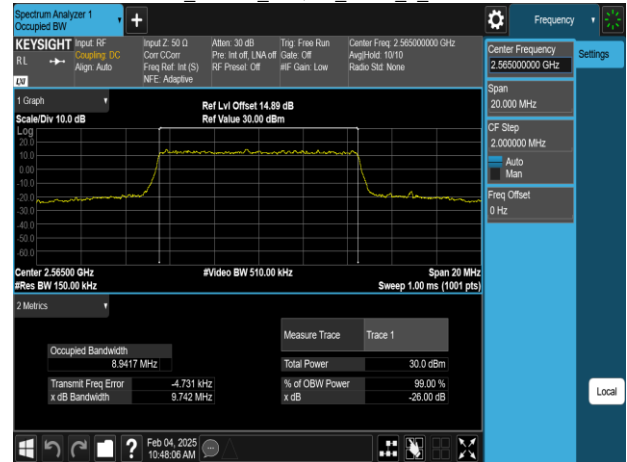 Spectrum Analyzer 1
Occupied BW
+
Frequency
KEYSIGHT
RL
LXI
Input: RF
Coupling: DC
Align: Auto
Input Z: 50 Ω
Corr CCorr
Freq Ref: Int (S)
NFE: Adaptive
Atten: 30 dB
Pre: Int off, LNA off
RF Presel: Off
Trig: Free Run
Gate: Off
#IF Gain: Low
Center Freq: 2.565000000 GHz
Avg|Hold: 10/10
Radio Std: None
Center Frequency
2.565000000 GHz
Settings
Span
20.000 MHz
CF Step
2.000000 MHz
Auto
Man
Freq Offset
0 Hz
Local
1 Graph
Scale/Div 10.0 dB
Ref Lvl Offset 14.89 dB
Ref Value 30.00 dBm
Log
20.0
10.0
0.00
-10.0
-20.0
-30.0
-40.0
-50.0
-60.0
Center 2.56500 GHz
#Video BW 510.00 kHz
Span 20 MHz
#Res BW 150.00 kHz
Sweep 1.00 ms (1001 pts)
2 Metrics
Measure Trace
Trace 1
Occupied Bandwidth
8.9417 MHz
Total Power
30.0 dBm
Transmit Freq Error
-4.731 kHz
% of OBW Power
99.00 %
x dB Bandwidth
9.742 MHz
x dB
-26.00 dB
?
Feb 04, 2025
10:48:06 AM